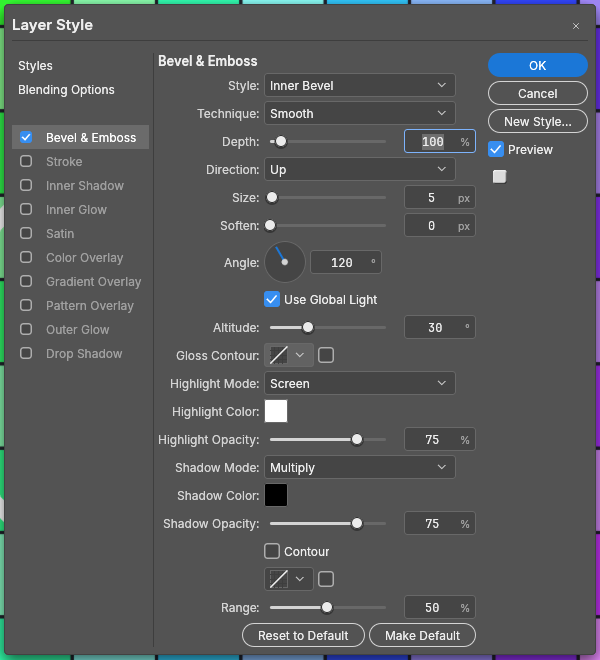 Layer Style
Styles
Blending Options
Bevel & Emboss
Stroke
Inner Shadow
Inner Glow
Satin
Color Overlay
Gradient Overlay
Pattern Overlay
Outer Glow
Drop Shadow
Bevel & Emboss
Style: Inner Bevel
Technique: Smooth
Depth: 100 %
Direction: Up
Size: 5 px
Soften: 0 px
Angle: 120 °
Use Global Light
Altitude: 30 °
Gloss Contour:
Highlight Mode: Screen
Highlight Color:
Highlight Opacity: 75 %
Shadow Mode: Multiply
Shadow Color:
Shadow Opacity: 75 %
Contour
Range: 50 %
Reset to Default Make Default
OK
Cancel
New Style...
Preview